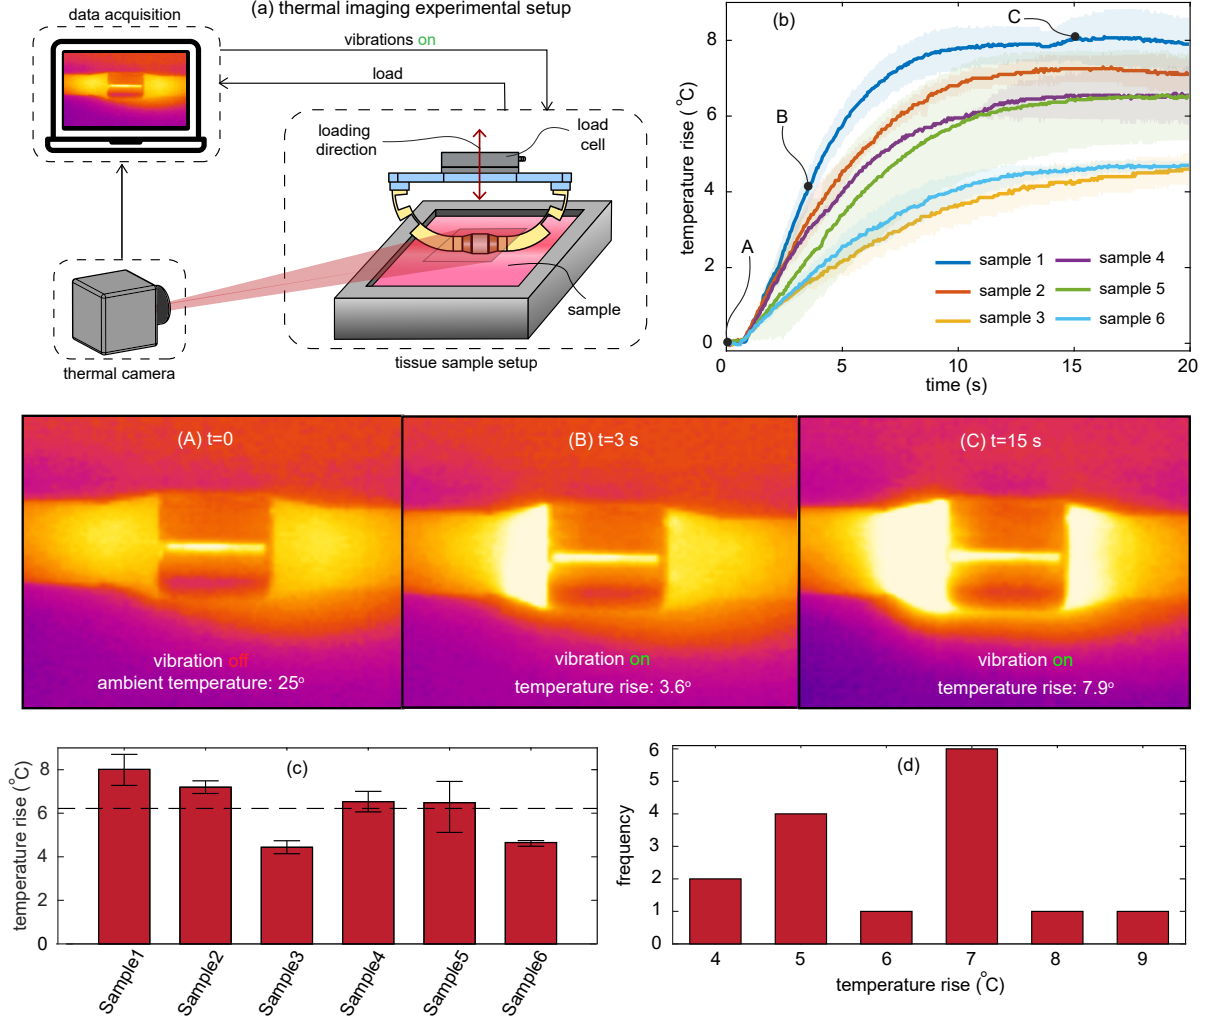 (a) thermal imaging experimental setup
data acquisition
vibrations on
load
loading
direction
load
cell
sample
thermal camera
tissue sample setup
(b)
temperature rise (°C)
8
6
4
2
0
A
B
C
sample 1
sample 2
sample 3
sample 4
sample 5
sample 6
0
5
10
15
20
time (s)
(A) t=0
vibration off
ambient temperature: 25°
(B) t=3 s
vibration on
temperature rise: 3.6°
(C) t=15 s
vibration on
temperature rise: 7.9°
(c)
temperature rise (°C)
8
6
4
2
0
Sample1
Sample2
Sample3
Sample4
Sample5
Sample6
(d)
frequency
6
5
4
3
2
1
0
4
5
6
7
8
9
temperature rise (°C)